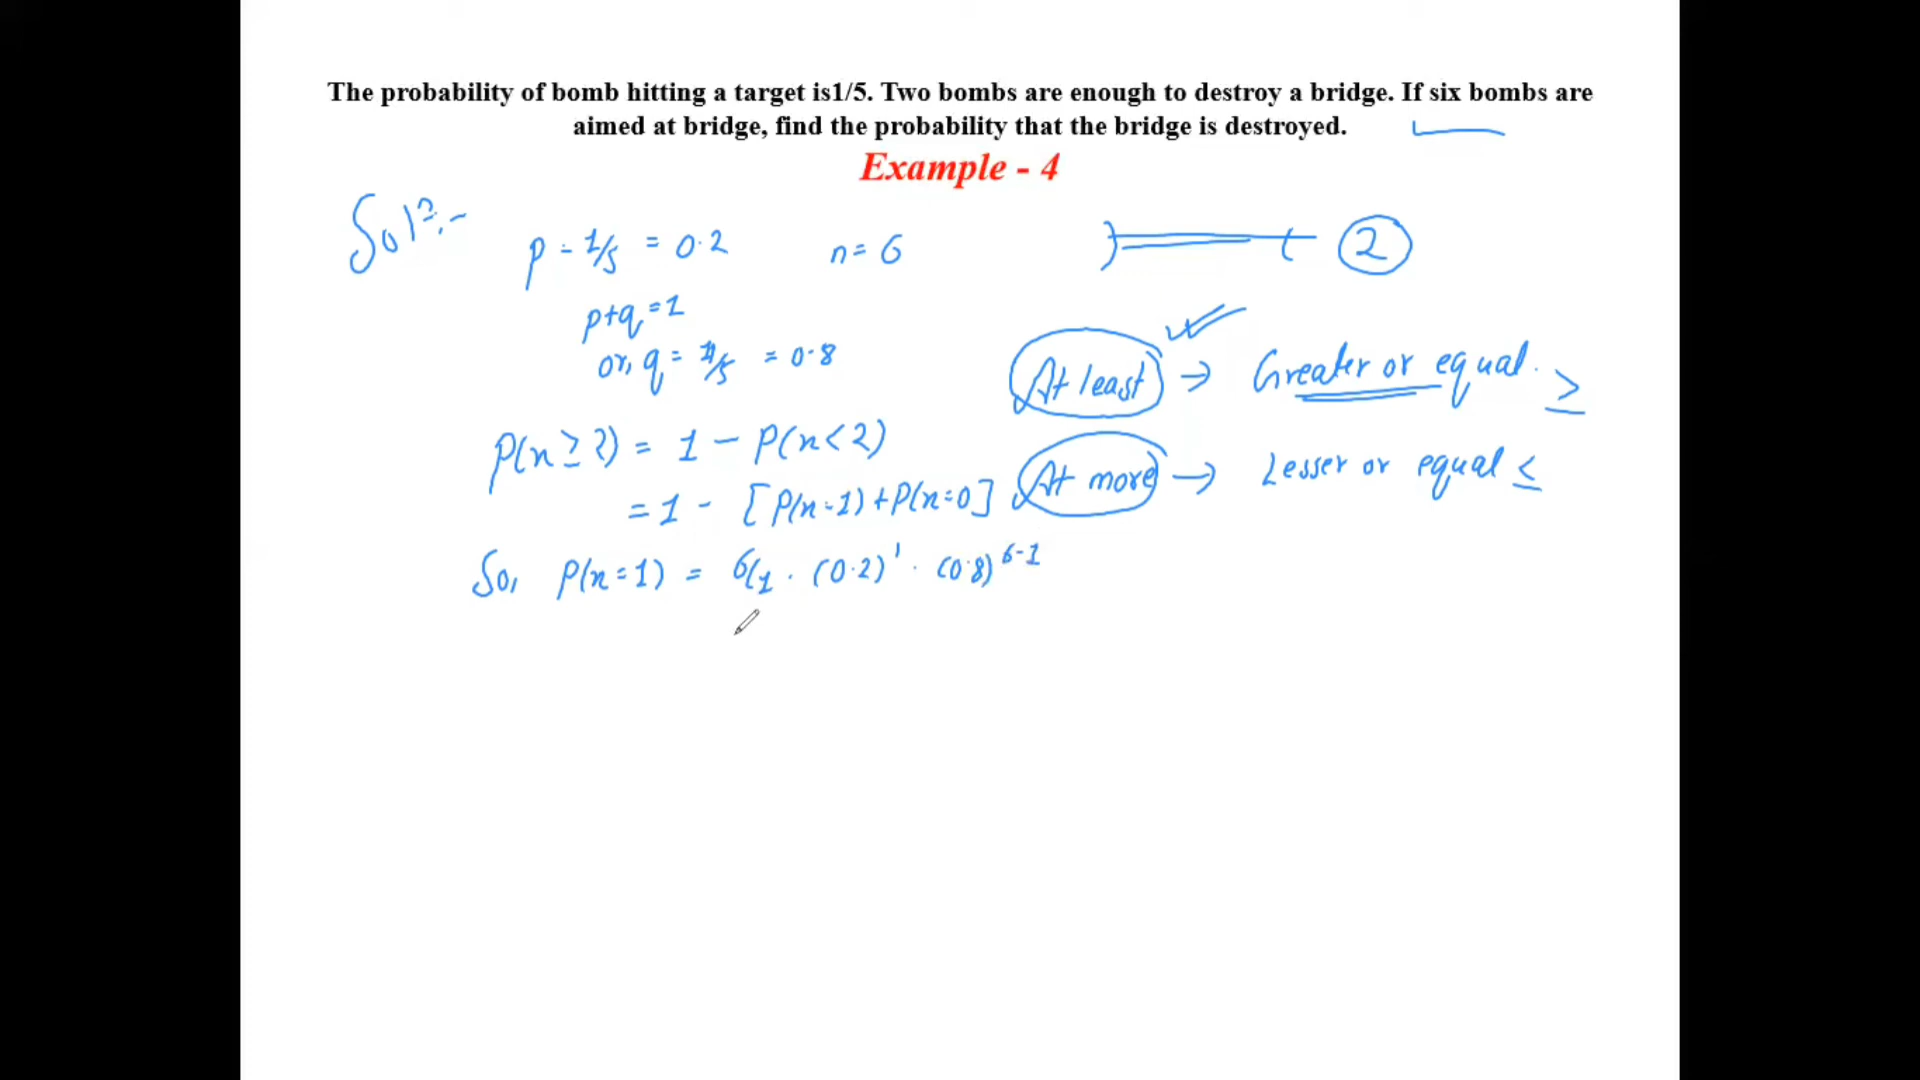 The probability of bomb hitting a target is1/5. Two bombs are enough to destroy a bridge. If six bombs are
aimed at bridge, find the probability that the bridge is destroyed.
Example - 4
Solⁿ:-
p = 1/5 = 0.2 n = 6
2
p+q = 1
or, q = 4/5 = 0.8
At least → Greater or equal. ≥
P(x ≥ 2) = 1 - P(x < 2)
At more → Lesser or equal ≤
= 1 - [P(x=1) + P(x=0]
So, P(x=1) = 6C1 . (0.2)^1 . (0.8)^6-1